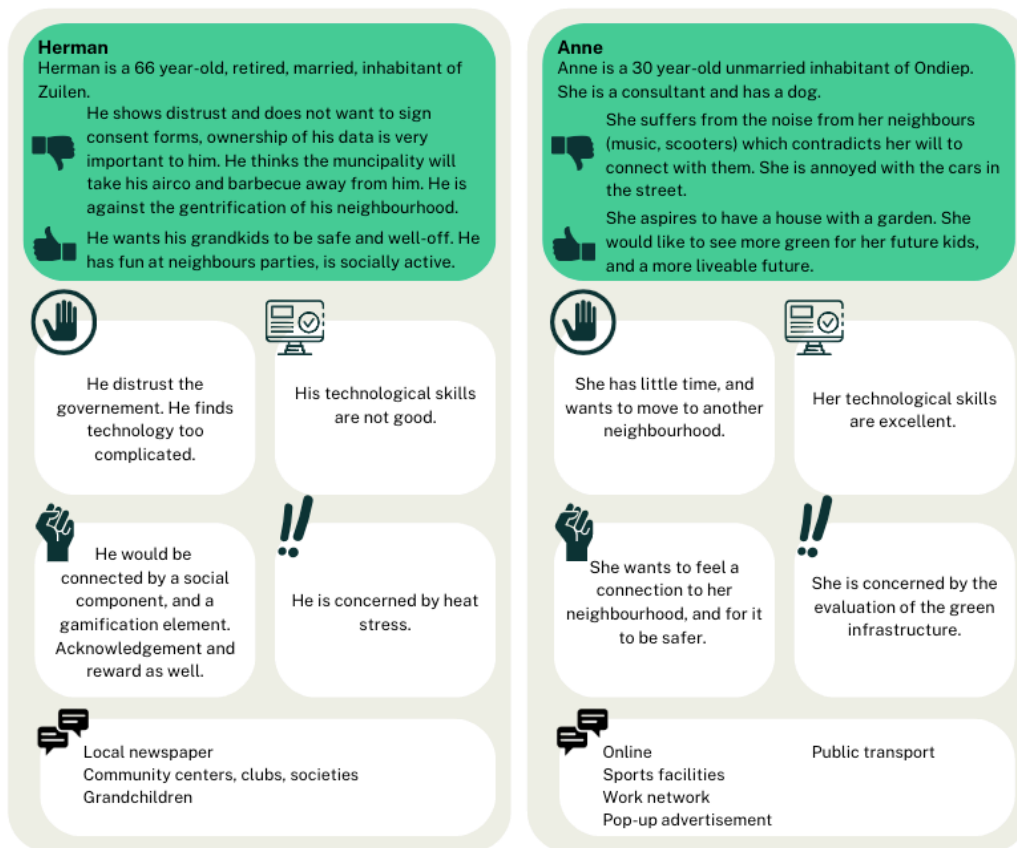 Herman
Herman is a 66 year-old, retired, married, inhabitant of
Zuilen.
He shows distrust and does not want to sign
consent forms, ownership of his data is very
important to him. He thinks the muncipality will
take his airco and barbecue away from him. He is
against the gentrification of his neighbourhood.
He wants his grandkids to be safe and well-off. He
has fun at neighbours parties, is socially active.
He distrust the
governement. He finds
technology too
complicated.
His technological skills
are not good.
He would be
connected by a social
component, and a
gamification element.
Acknowledgement and
reward as well.
He is concerned by heat
stress.
Local newspaper
Community centers, clubs, societies
Grandchildren
Anne
Anne is a 30 year-old unmarried inhabitant of Ondiep.
She is a consultant and has a dog.
She suffers from the noise from her neighbours
(music, scooters) which contradicts her will to
connect with them. She is annoyed with the cars in
the street.
She aspires to have a house with a garden. She
would like to see more green for her future kids,
and a more liveable future.
She has little time, and
wants to move to another
neighbourhood.
Her technological skills
are excellent.
She wants to feel a
connection to her
neighbourhood, and for it
to be safer.
She is concerned by the
evaluation of the green
infrastructure.
Online
Sports facilities
Work network
Pop-up advertisement
Public transport